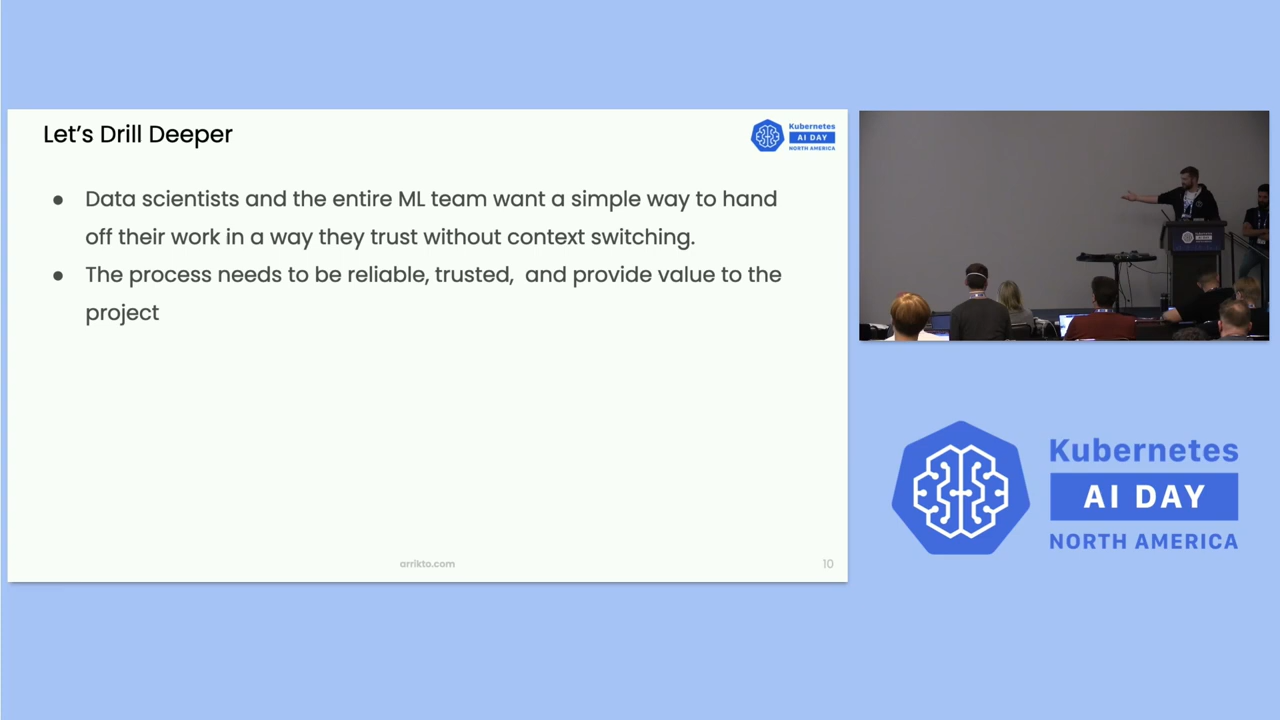 Let's Drill Deeper
Kubernetes
AI DAY
NORTH AMERICA
● Data scientists and the entire ML team want a simple way to hand
off their work in a way they trust without context switching.
● The process needs to be reliable, trusted,  and provide value to the
project
arrikto.com
10
Kubernetes
AI DAY
NORTH AMERICA